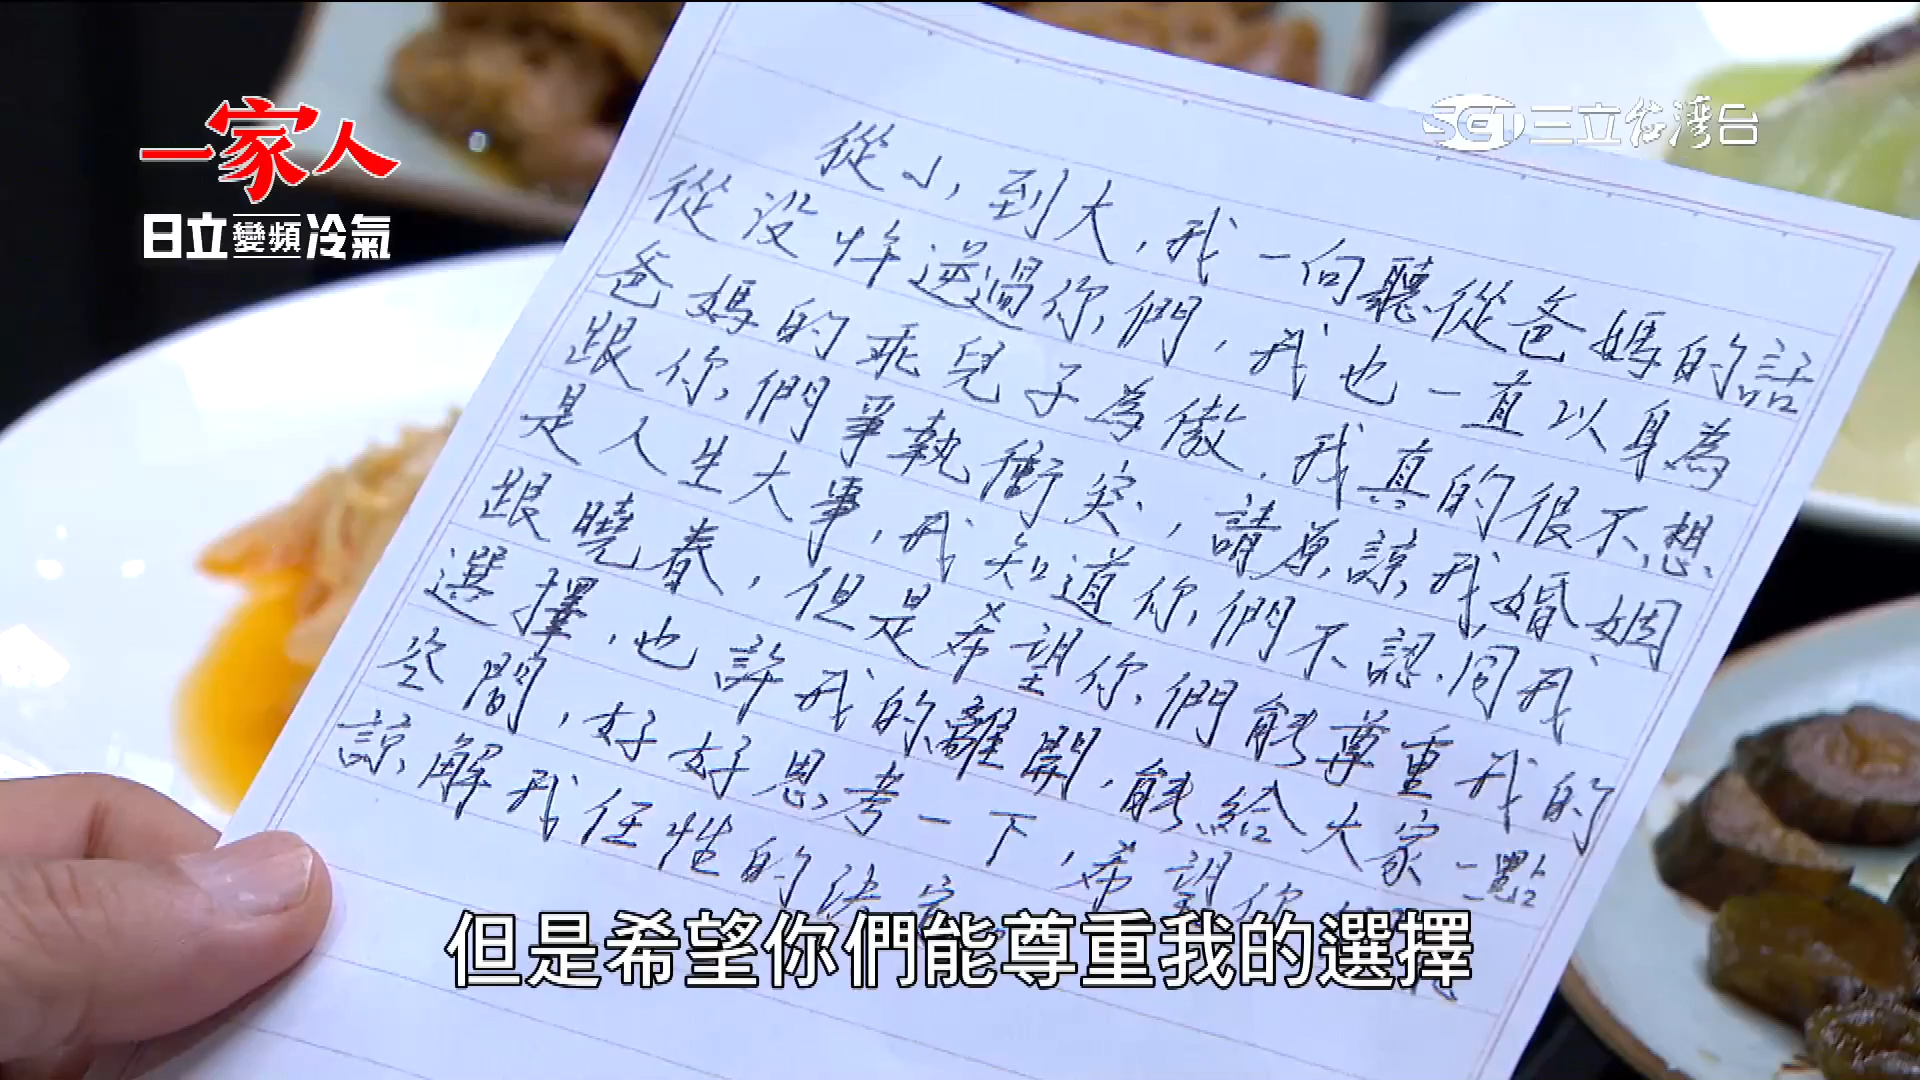 一家人
日立變頻冷氣
SET三立台灣台
從小到大,我一向聽從爸媽的話
從沒忤逆過你們,我也一直以身為
爸媽的乖兒子為傲.我真的很不想
跟你們爭執衝突,請原諒我婚姻
是人生大事,我知道你們不認同我
跟曉春,但是希望你們能尊重我的
選擇,也許我的離開,能給大家一點
空間,好好思考一下,希望你
諒解我任性的決定
但是希望你們能尊重我的選擇